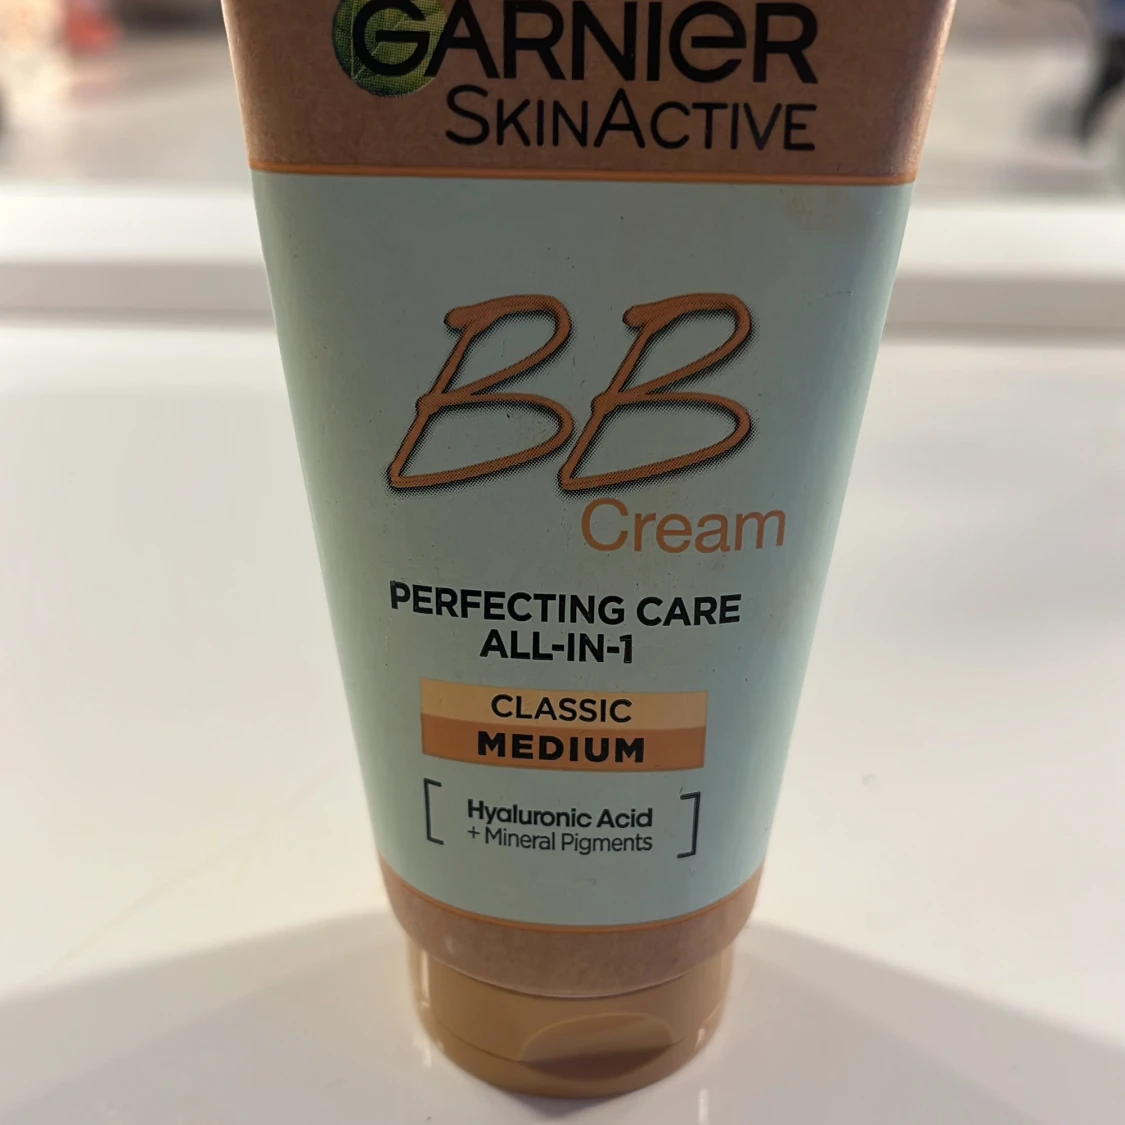 GARNIER
SKINACTIVE
BB
Cream
PERFECTING CARE
ALL-IN-1
CLASSIC
MEDIUM
Hyaluronic Acid
+ Mineral Pigments